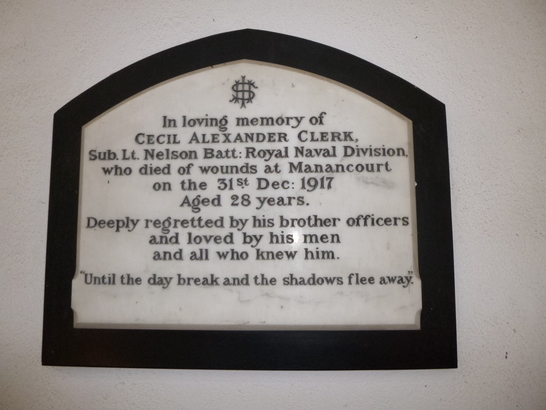 IHS
In loving memory of
CECIL ALEXANDER CLERK,
Sub. Lt. Nelson Batt: Royal Naval Division,
who died of wounds at Manancourt
on the 31st Dec: 1917
Aged 28 years.
Deeply regretted by his brother officers
and loved by his men
and all who knew him.
"Until the day break and the shadows flee away."